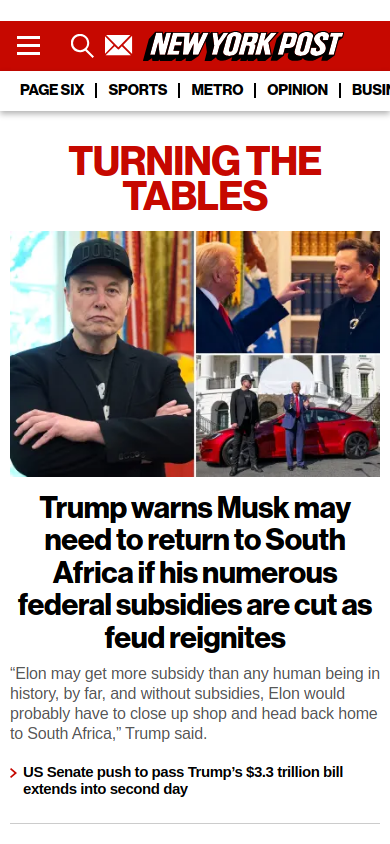 NEW YORK POST
PAGE SIX | SPORTS | METRO | OPINION | BUSIN
TURNING THE
TABLES
DOGE
Trump warns Musk may
need to return to South
Africa if his numerous
federal subsidies are cut as
feud reignites
“Elon may get more subsidy than any human being in
history, by far, and without subsidies, Elon would
probably have to close up shop and head back home
to South Africa,” Trump said.
US Senate push to pass Trump’s $3.3 trillion bill
extends into second day